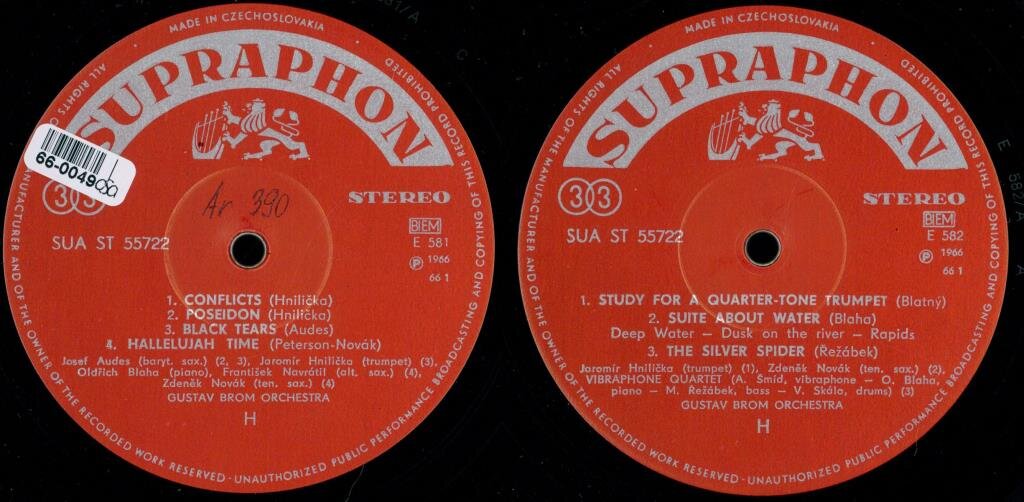 MADE IN CZECHOSLOVAKIA
ALL RIGHTS OF THE MANUFACTURER AND OF THE OWNER OF THE RECORDED WORK RESERVED - UNAUTHORIZED PUBLIC PERFORMANCE BROADCASTING AND COPYING OF THIS RECORD PROHIBITED
SUPRAPHON
66-0049
Ar 390
33
STEREO
SUA ST 55722
BIEM
E 581
Ⓟ 1966
66 1
1. CONFLICTS (Hnilička)
2. POSEIDON (Hnilička)
3. BLACK TEARS (Audes)
4. HALLELUJAH TIME (Peterson-Novák)
Josef Audes (baryt. sax.) (2, 3), Jaromír Hnilička (trumpet) (3),
Oldřich Blaha (piano), František Navrátil (alt. sax.) (4),
Zdeněk Novák (ten. sax.) (4)
GUSTAV BROM ORCHESTRA
H
MADE IN CZECHOSLOVAKIA
ALL RIGHTS OF THE MANUFACTURER AND OF THE OWNER OF THE RECORDED WORK RESERVED - UNAUTHORIZED PUBLIC PERFORMANCE BROADCASTING AND COPYING OF THIS RECORD PROHIBITED
SUPRAPHON
33
STEREO
SUA ST 55722
BIEM
E 582
Ⓟ 1966
66 1
1. STUDY FOR A QUARTER-TONE TRUMPET (Blatný)
2. SUITE ABOUT WATER (Blaha)
Deep Water – Dusk on the river – Rapids
3. THE SILVER SPIDER (Řežábek)
Jaromír Hnilička (trumpet) (1), Zdeněk Novák (ten. sax.) (2),
VIBRAPHONE QUARTET (A. Šmíd, vibraphone – O. Blaha,
piano – M. Řežábek, bass – V. Skála, drums) (3)
GUSTAV BROM ORCHESTRA
H